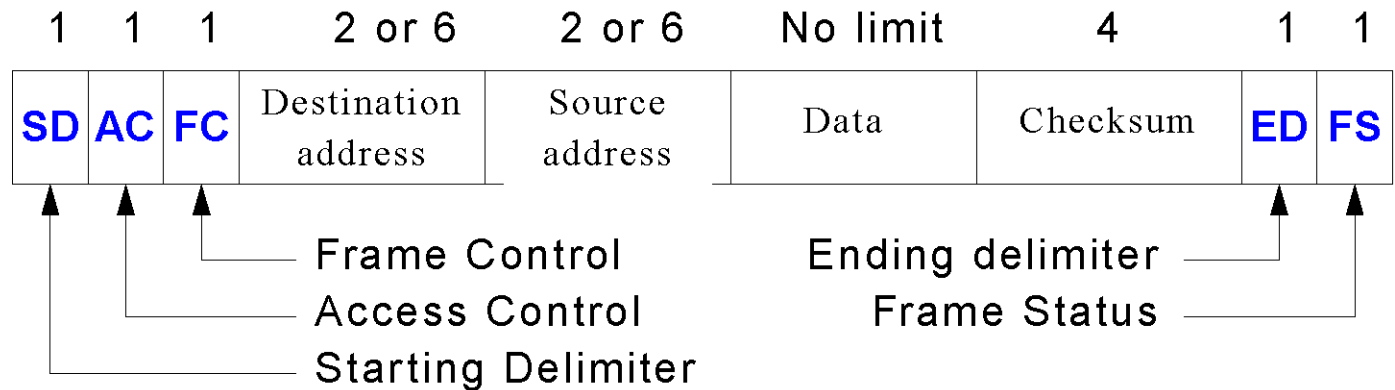 1 1 1 2 or 6 2 or 6 No limit 4 1 1
SD AC FC Destination address Source address Data Checksum ED FS
Frame Control Ending delimiter
Access Control Frame Status
Starting Delimiter